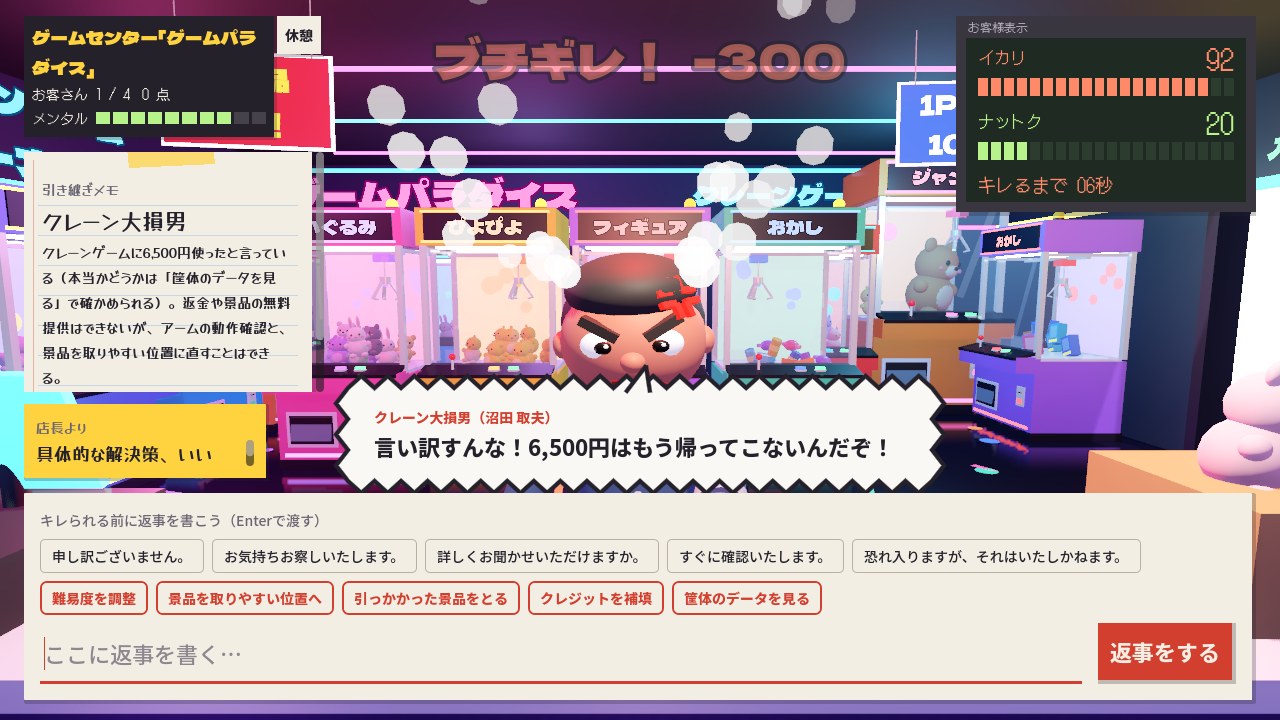 ゲームセンター「ゲームパラダイス」
お客さん 1 / 4 0 点
メンタル
休憩
ブチギレ! -300
お客様表示
イカリ 92
ナットク 20
キレるまで 06秒
1P
10
ジャン
ームパラダイス
クレーンゲー
ぐるみ
ぴよぴよ
フィギュア
おかし
おかし
引き継ぎメモ
クレーン大損男
クレーンゲームに6,500円使ったと言ってい
る(本当かどうかは「筐体のデータを見
る」で確かめられる)。返金や景品の無料
提供はできないが、アームの動作確認と、
景品を取りやすい位置に直すことはでき
る。
店長より
具体的な解決策、いい
クレーン大損男(沼田 取夫)
言い訳すんな!6,500円はもう帰ってこないんだぞ!
キレられる前に返事を書こう(Enterで渡す)
申し訳ございません。
お気持ちお察しいたします。
詳しくお聞かせいただけますか。
すぐに確認いたします。
恐れ入りますが、それはいたしかねます。
難易度を調整
景品を取りやすい位置へ
引っかかった景品をとる
クレジットを補填
筐体のデータを見る
ここに返事を書く…
返事をする